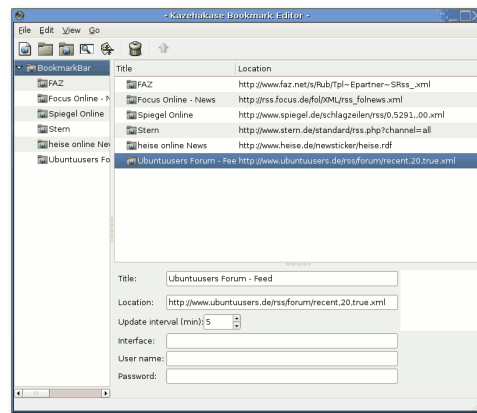 - Kazehakase Bookmark Editor -
File Edit View Go
BookmarkBar
FAZ
Focus Online - N
Spiegel Online
Stern
heise online New
Ubuntuusers Fo
Title Location
FAZ http://www.faz.net/s/Rub/Tpl~Epartner~SRss_.xml
Focus Online - News http://rss.focus.de/fol/XML/rss_folnews.xml
Spiegel Online http://www.spiegel.de/schlagzeilen/rss/0,5291,,00.xml
Stern http://www.stern.de/standard/rss.php?channel=all
heise online News http://www.heise.de/newsticker/heise.rdf
Ubuntuusers Forum - Fee http://www.ubuntuusers.de/rss/forum/recent,20,true.xml
Title: Ubuntuusers Forum - Feed
Location: http://www.ubuntuusers.de/rss/forum/recent,20,true.xml
Update interval (min): 5
Interface:
User name:
Password: